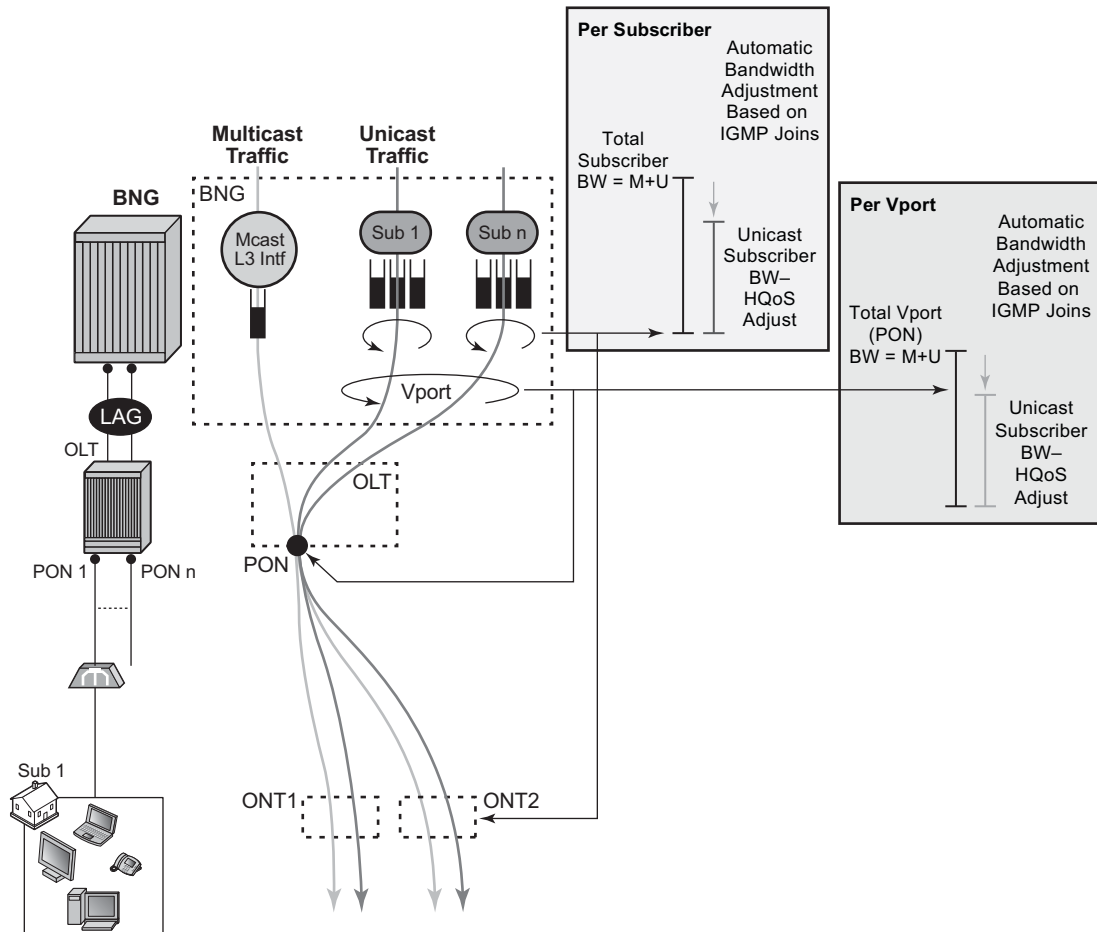 Per Subscriber
Automatic
Bandwidth
Adjustment
Based on
IGMP Joins
Total
Subscriber
BW = M+U
Unicast
Subscriber
BW–
HQoS
Adjust
Per Vport
Automatic
Bandwidth
Adjustment
Based on
IGMP Joins
Total Vport
(PON)
BW = M+U
Unicast
Subscriber
BW–
HQoS
Adjust
Multicast
Traffic
Unicast
Traffic
BNG
BNG
Mcast
L3 Intf
Sub 1
Sub n
Vport
LAG
OLT
OLT
PON
PON 1
PON n
Sub 1
ONT1
ONT2